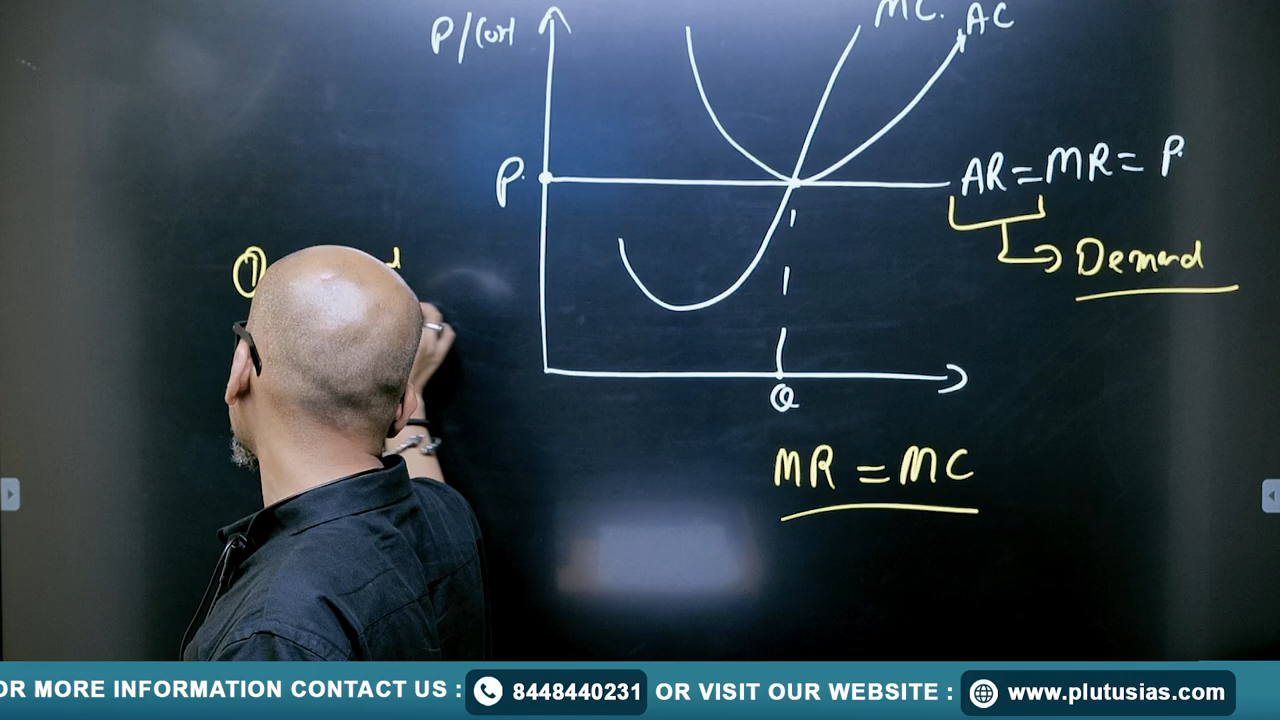 P/Cost
MC.
AC
P.
AR = MR = P.
Demand
①
Q
MR = MC
OR MORE INFORMATION CONTACT US : 8448440231 OR VISIT OUR WEBSITE : www.plutusias.com